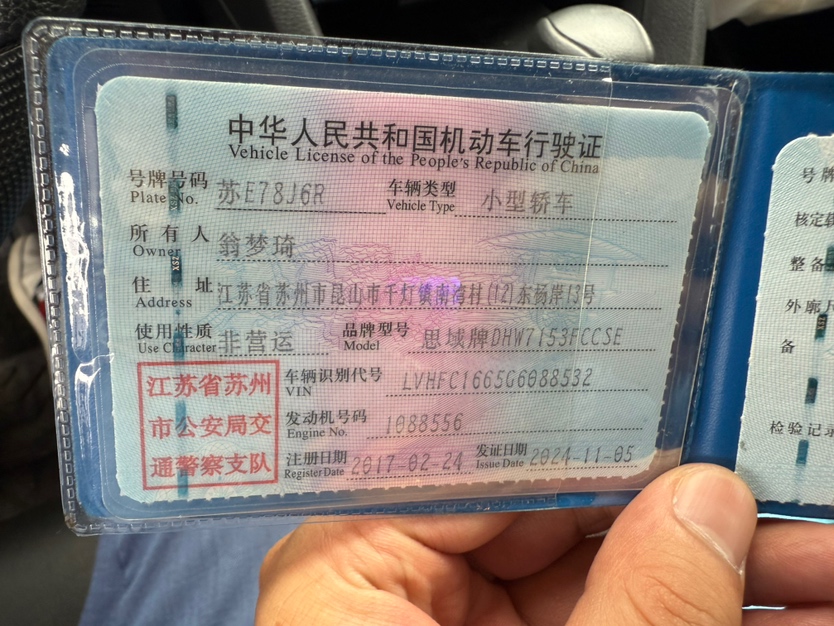 中华人民共和国机动车行驶证
Vehicle License of the People's Republic of China
号牌号码 苏E78J6R 车辆类型 小型轿车
Plate No. Vehicle Type
所有人 翁梦琦
Owner
住址 江苏省苏州市昆山市千灯镇南湾村(12)东杨岸13号
Address
使用性质 非营运 品牌型号 思域牌DHW7153FCCSE
Use Character Model
江苏省苏州
市公安局交
通警察支队
车辆识别代号 LVHFC1665G6088532
VIN
发动机号码 1088556
Engine No.
注册日期 2017-02-24 发证日期 2024-11-05
Register Date Issue Date
号牌
核定载
整备
外廓
备
检验记录